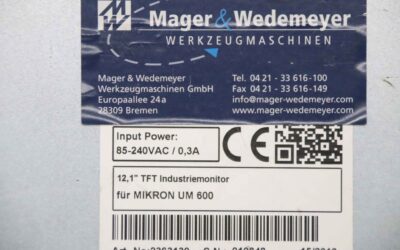 Mager & Wedemeyer
WERKZEUGMASCHINEN
Mager & Wedemeyer
Werkzeugmaschinen GmbH
Europaallee 24a
28309 Bremen
Tel. 04 21 - 33 616-100
Fax 04 21 - 33 616-149
info@mager-wedemeyer.com
www.mager-wedemeyer.com
Input Power:
85-240VAC / 0,3A
CE
12,1" TFT Industriemonitor
für MIKRON UM 600